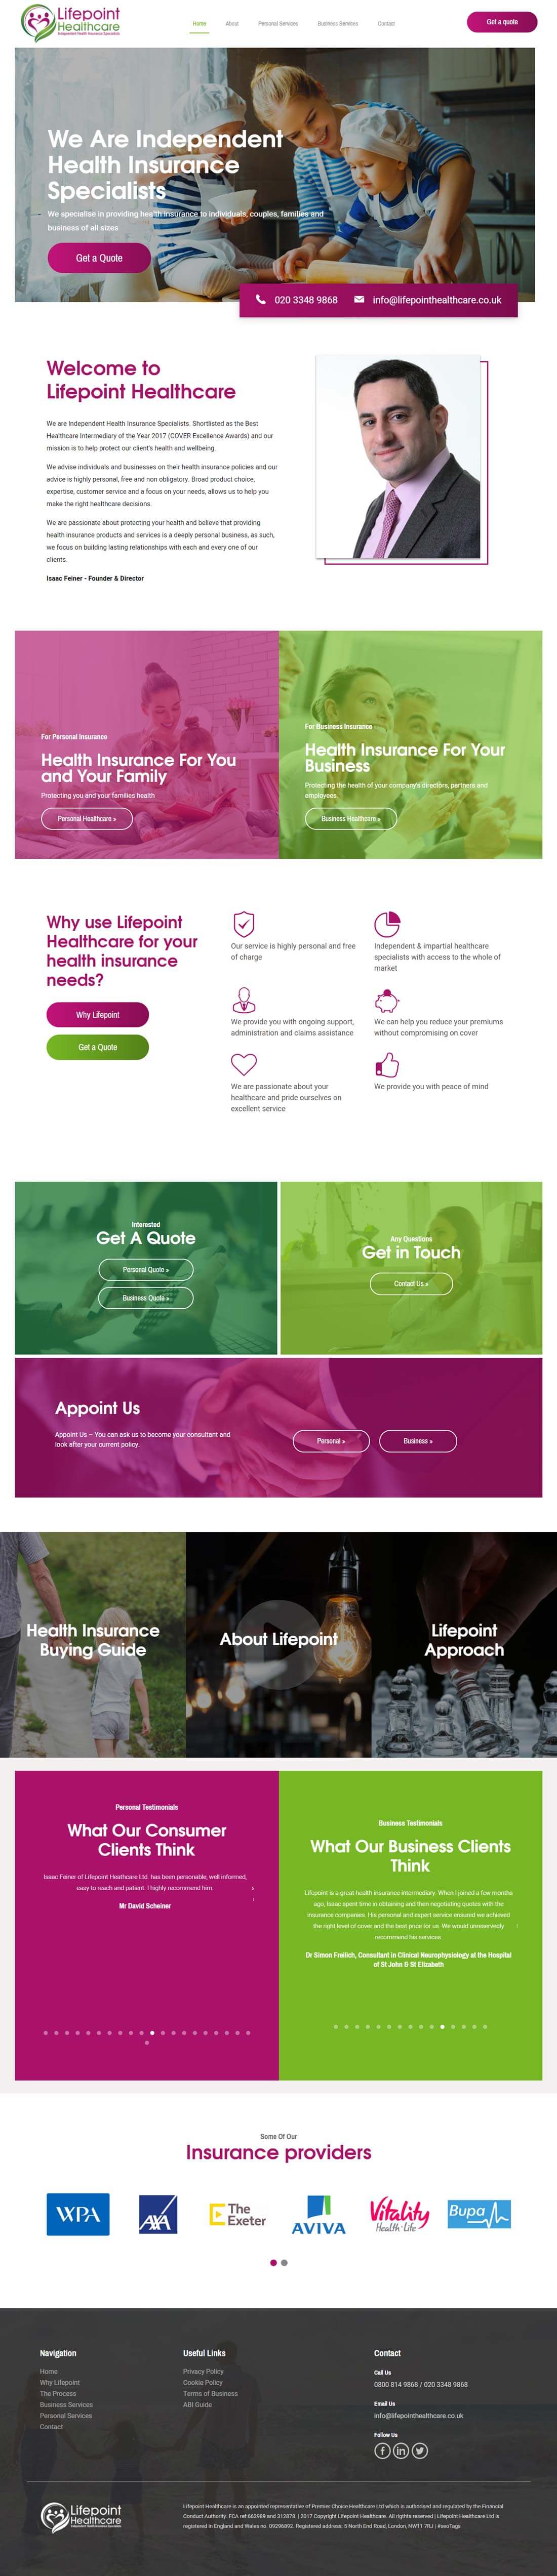 Lifepoint
Healthcare
Independent Health Insurance Specialists
Home
About
Personal Services
Business Services
Contact
Get a quote
We Are Independent
Health Insurance
Specialists
We specialise in providing health insurance to individuals, couples, families and
business of all sizes
Get a Quote
020 3348 9868
info@lifepointhealthcare.co.uk
Welcome to
Lifepoint Healthcare
We are Independent Health Insurance Specialists. Shortlisted as the Best
Healthcare Intermediary of the Year 2017 (COVER Excellence Awards) and our
mission is to help protect our client's health and wellbeing.
We advise individuals and businesses on their health insurance policies and our
advice is highly personal, free and non obligatory. Broad product choice,
expertise, customer service and a focus on your needs, allows us to help you
make the right healthcare decisions.
We are passionate about protecting your health and believe that providing
health insurance products and services is a deeply personal business, as such,
we focus on building lasting relationships with each and every one of our
clients.
Isaac Feiner - Founder & Director
For Personal Insurance
Health Insurance For You
and Your Family
Protecting you and your families health
Personal Healthcare »
For Business Insurance
Health Insurance For Your
Business
Protecting the health of your company's directors, partners and
employees
Business Healthcare »
Why use Lifepoint
Healthcare for your
health insurance
needs?
Why Lifepoint
Get a Quote
Our service is highly personal and free
of charge
Independent & impartial healthcare
specialists with access to the whole of
market
We provide you with ongoing support,
administration and claims assistance
We can help you reduce your premiums
without compromising on cover
We are passionate about your
healthcare and pride ourselves on
excellent service
We provide you with peace of mind
Interested
Get A Quote
Personal Quote »
Business Quote »
Any Questions
Get in Touch
Contact Us »
Appoint Us
Appoint Us – You can ask us to become your consultant and
look after your current policy.
Personal »
Business »
Health Insurance
Buying Guide
About Lifepoint
Lifepoint
Approach
Personal Testimonials
What Our Consumer
Clients Think
Isaac Feiner of Lifepoint Heathcare Ltd. has been personable, well informed,
easy to reach and patient. I highly recommend him.
Mr David Scheiner
Business Testimonials
What Our Business Clients
Think
Lifepoint is a great health insurance intermediary. When I joined a few months
ago, Isaac spent time in obtaining and then negotiating quotes with the
insurance companies. His personal and expert service ensured we achieved
the right level of cover and the best price for us. We would unreservedly
recommend his services.
Dr Simon Freilich, Consultant in Clinical Neurophysiology at the Hospital
of St John & St Elizabeth
Some Of Our
Insurance providers
WPA
AXA
The
Exeter
AVIVA
Vitality
Health·Life
Bupa
Navigation
Home
Why Lifepoint
The Process
Business Services
Personal Services
Contact
Useful Links
Privacy Policy
Cookie Policy
Terms of Business
ABI Guide
Contact
Call Us
0800 814 9868 / 020 3348 9868
Email Us
info@lifepointhealthcare.co.uk
Follow Us
Lifepoint
Healthcare
Independent Health Insurance Specialists
Lifepoint Healthcare is an appointed representative of Premier Choice Healthcare Ltd which is authorised and regulated by the Financial
Conduct Authority. FCA ref:662989 and 312878. | 2017 Copyright Lifepoint Healthcare. All rigthts reserved | Lifepoint Healthcare Ltd is
registered in England and Wales no. 09296892. Registered address: 5 North End Road, London, NW11 7RJ | #seoTags